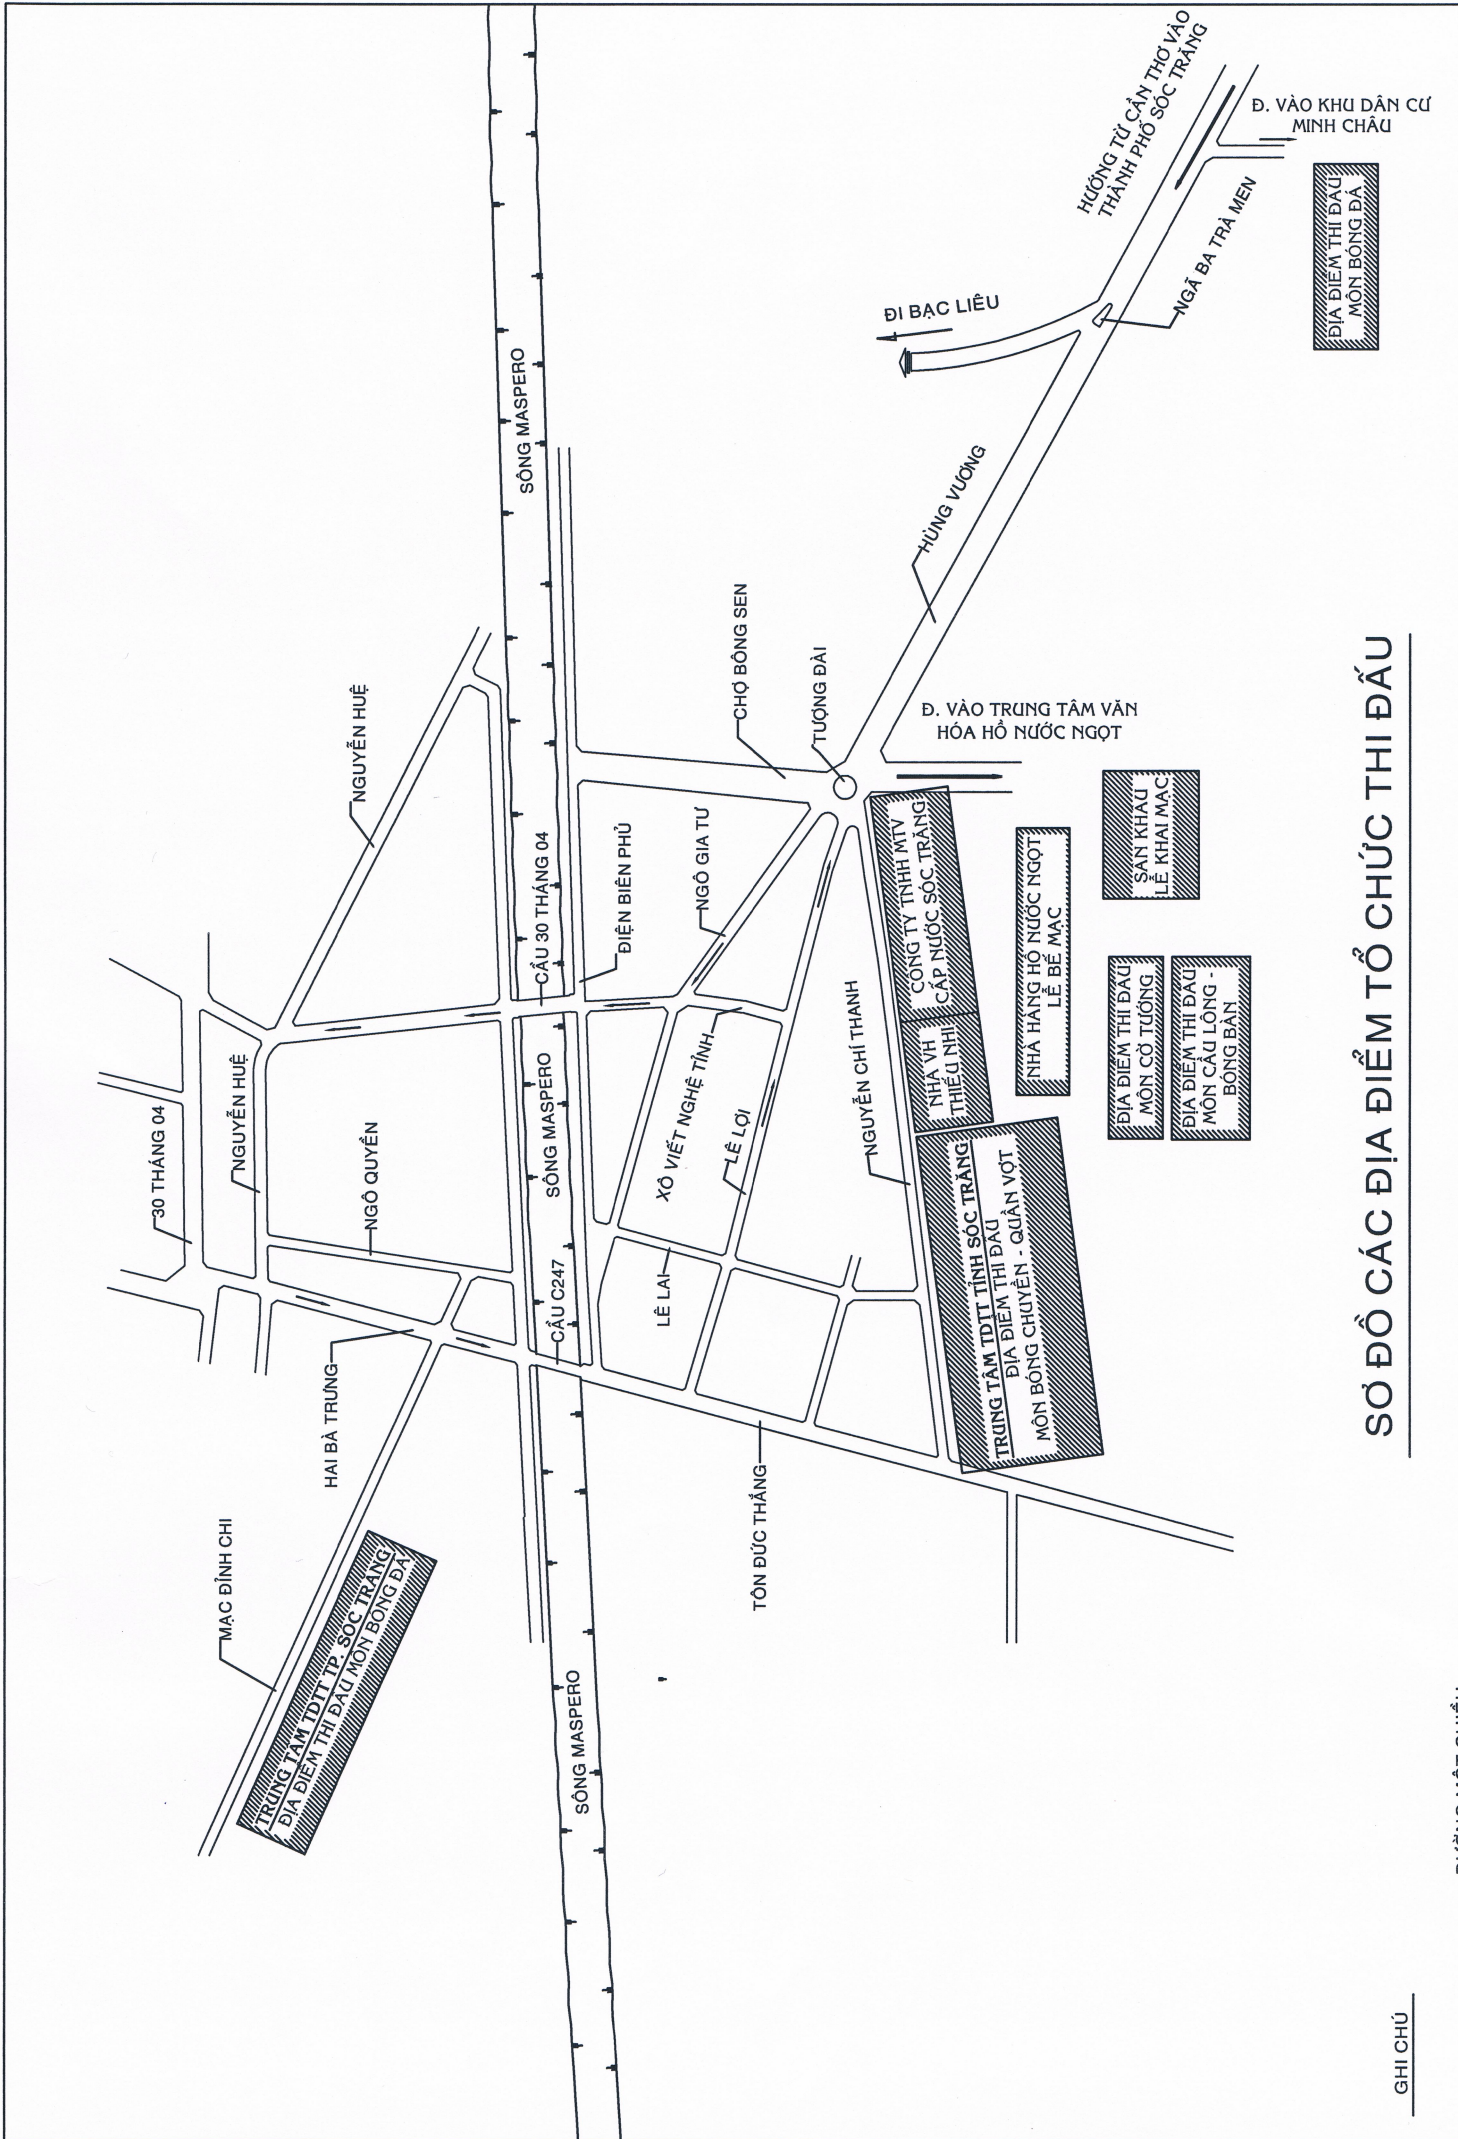 HƯỚNG TỪ CẦN THƠ VÀO
THÀNH PHỐ SÓC TRĂNG
Đ. VÀO KHU DÂN CƯ
MINH CHÂU
ĐỊA ĐIỂM THI ĐẤU
MÔN BÓNG ĐÁ
NGÃ BA TRÀ MEN
ĐI BẠC LIÊU
SÔNG MASPERO
HÙNG VƯƠNG
NGUYỄN HUỆ
CHỢ BÔNG SEN
TƯỢNG ĐÀI
Đ. VÀO TRUNG TÂM VĂN
HÓA HỒ NƯỚC NGỌT
NGÔ GIA TƯ
ĐIỆN BIÊN PHỦ
CẦU 30 THÁNG 04
CÔNG TY TNHH MTV
CẤP NƯỚC SÓC TRĂNG
NHÀ HÀNG HỒ NƯỚC NGỌT
LỄ BẾ MẠC
SÂN KHẤU
LỄ KHAI MẠC
NHÀ VH
THIẾU NHI
ĐỊA ĐIỂM THI ĐẤU
MÔN CỜ TƯỚNG
ĐỊA ĐIỂM THI ĐẤU
MÔN CẦU LÔNG -
BÓNG BÀN
NGUYỄN CHÍ THANH
XÔ VIẾT NGHỆ TĨNH
LÊ LỢI
SÔNG MASPERO
NGUYỄN HUỆ
30 THÁNG 04
NGÔ QUYỀN
CẦU C247
LÊ LAI
TRUNG TÂM TDTT TỈNH SÓC TRĂNG
ĐỊA ĐIỂM THI ĐẤU
MÔN BÓNG CHUYỀN - QUẦN VỢT
HAI BÀ TRƯNG
TÔN ĐỨC THẮNG
MẠC ĐỈNH CHI
TRUNG TÂM TDTT TP. SÓC TRĂNG
ĐỊA ĐIỂM THI ĐẤU MÔN BÓNG ĐÁ
SÔNG MASPERO
SƠ ĐỒ CÁC ĐỊA ĐIỂM TỔ CHỨC THI ĐẤU
GHI CHÚ